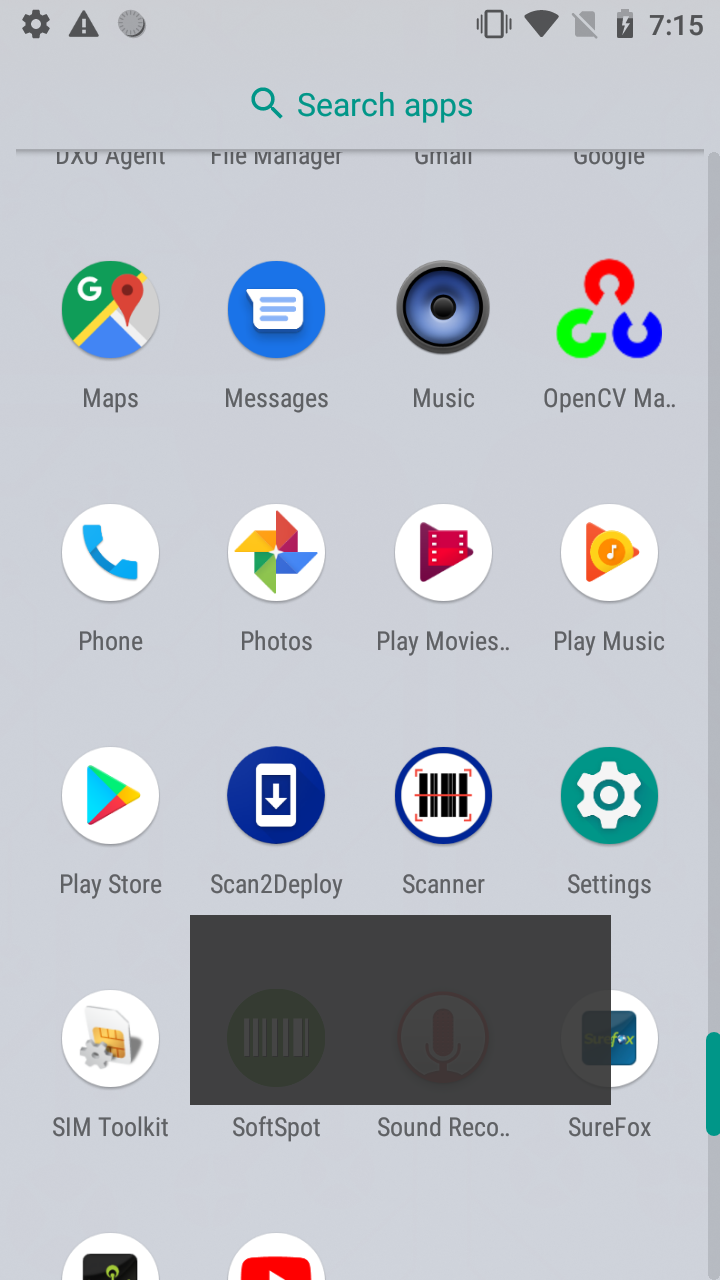 7:15
Search apps
DXU Agent File Manager Gmail Google
Maps Messages Music OpenCV Ma..
Phone Photos Play Movies.. Play Music
Play Store Scan2Deploy Scanner Settings
SureFox
SIM Toolkit SoftSpot Sound Reco.. SureFox